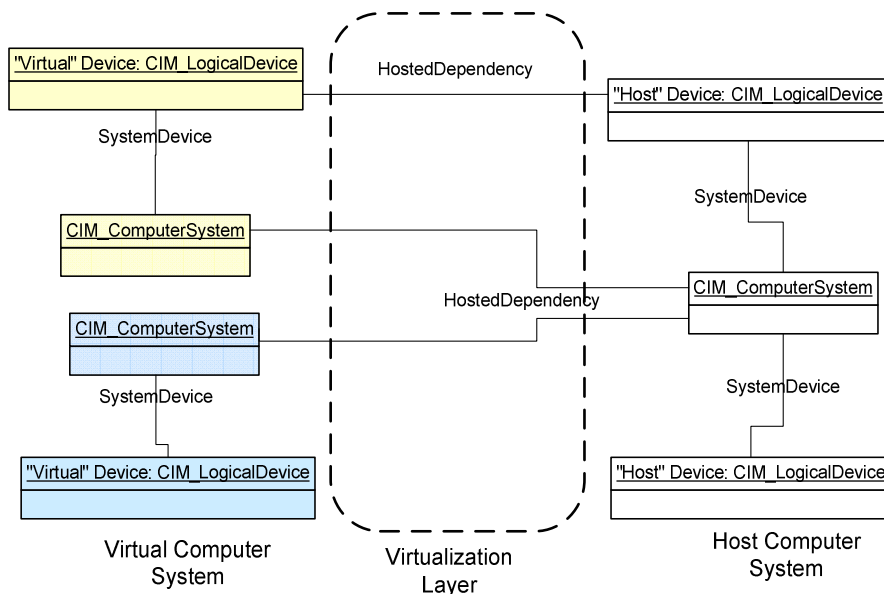 "Virtual" Device: CIM_LogicalDevice
HostedDependency
"Host" Device: CIM_LogicalDevice
SystemDevice
SystemDevice
CIM_ComputerSystem
CIM_ComputerSystem
HostedDependency
CIM_ComputerSystem
SystemDevice
SystemDevice
"Virtual" Device: CIM_LogicalDevice
"Host" Device: CIM_LogicalDevice
Virtual Computer
System
Virtualization
Layer
Host Computer
System